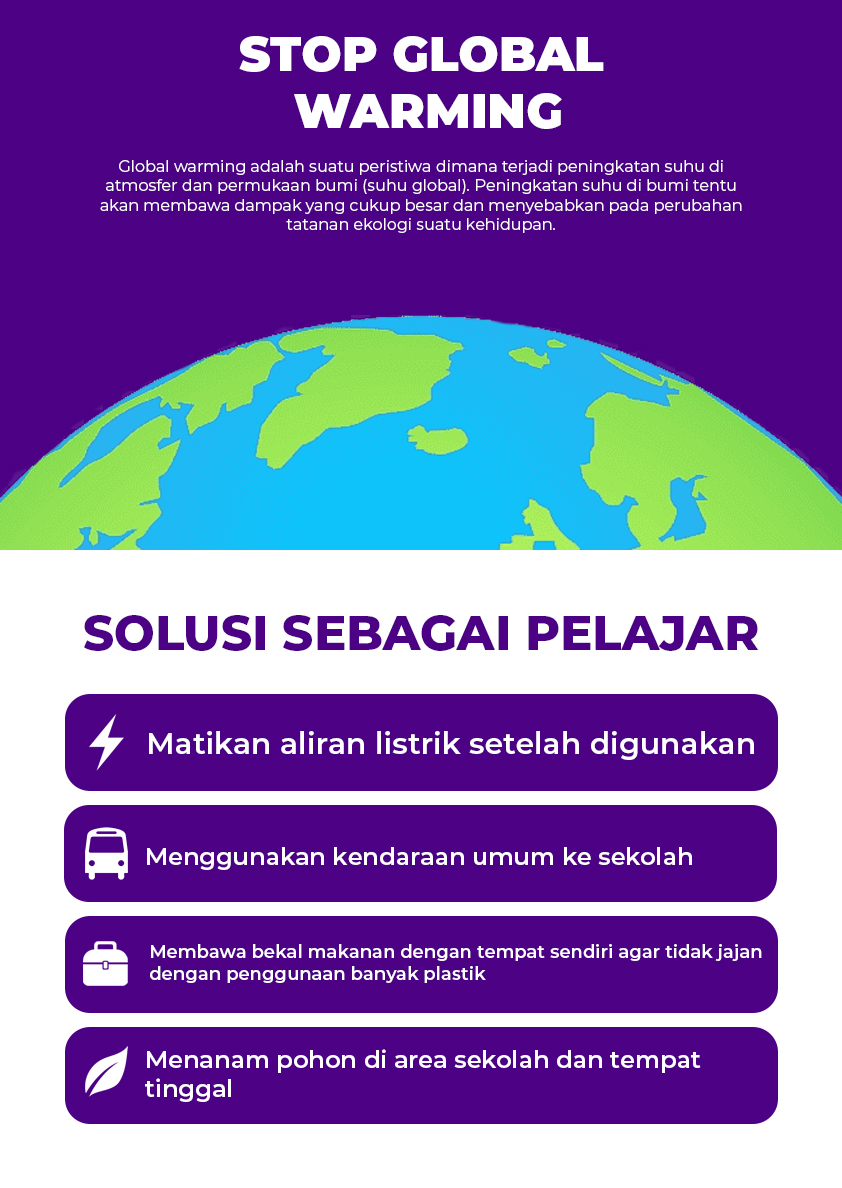 STOP GLOBAL
WARMING
Global warming adalah suatu peristiwa dimana terjadi peningkatan suhu di
atmosfer dan permukaan bumi (suhu global). Peningkatan suhu di bumi tentu
akan membawa dampak yang cukup besar dan menyebabkan pada perubahan
tatanan ekologi suatu kehidupan.
SOLUSI SEBAGAI PELAJAR
Matikan aliran listrik setelah digunakan
Menggunakan kendaraan umum ke sekolah
Membawa bekal makanan dengan tempat sendiri agar tidak jajan
dengan penggunaan banyak plastik
Menanam pohon di area sekolah dan tempat
tinggal